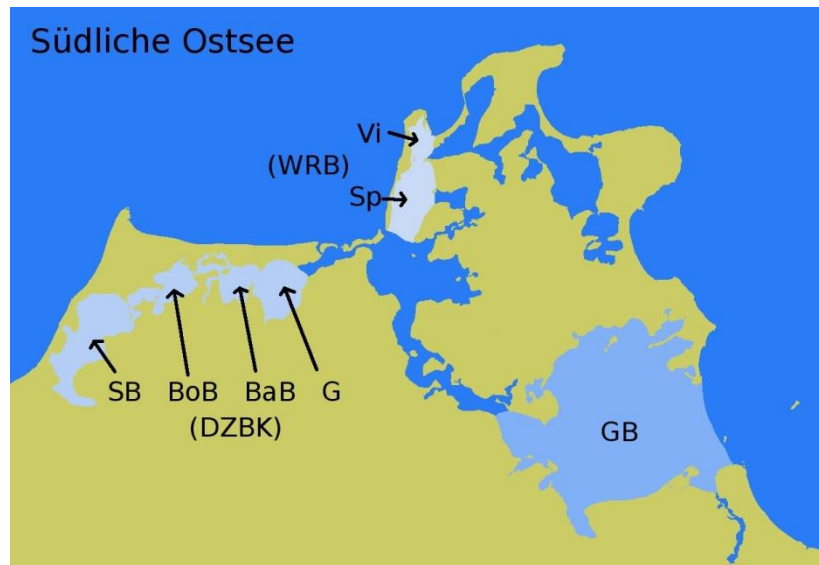 Südliche Ostsee
Vi
(WRB)
Sp
SB BoB BaB G
(DZBK)
GB